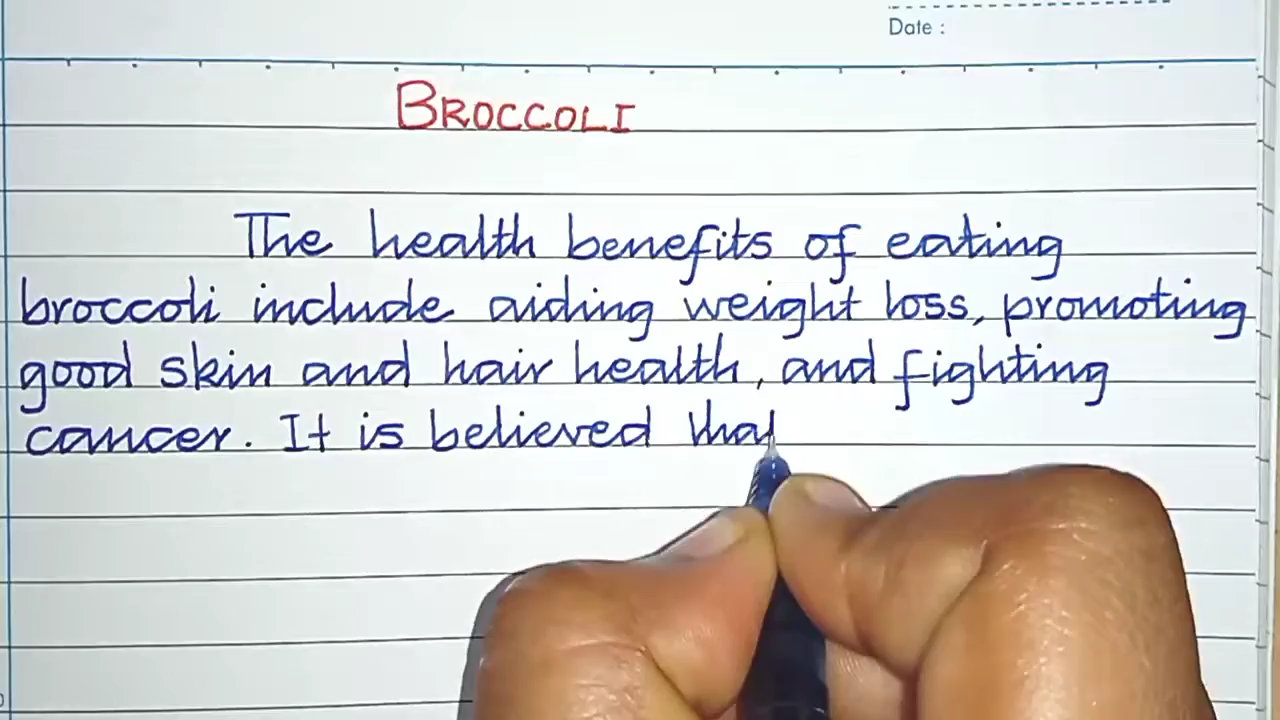 Date :
BROCCOLI
The health benefits of eating
broccoli include aiding weight loss, promoting
good skin and hair health, and fighting
cancer. It is believed that